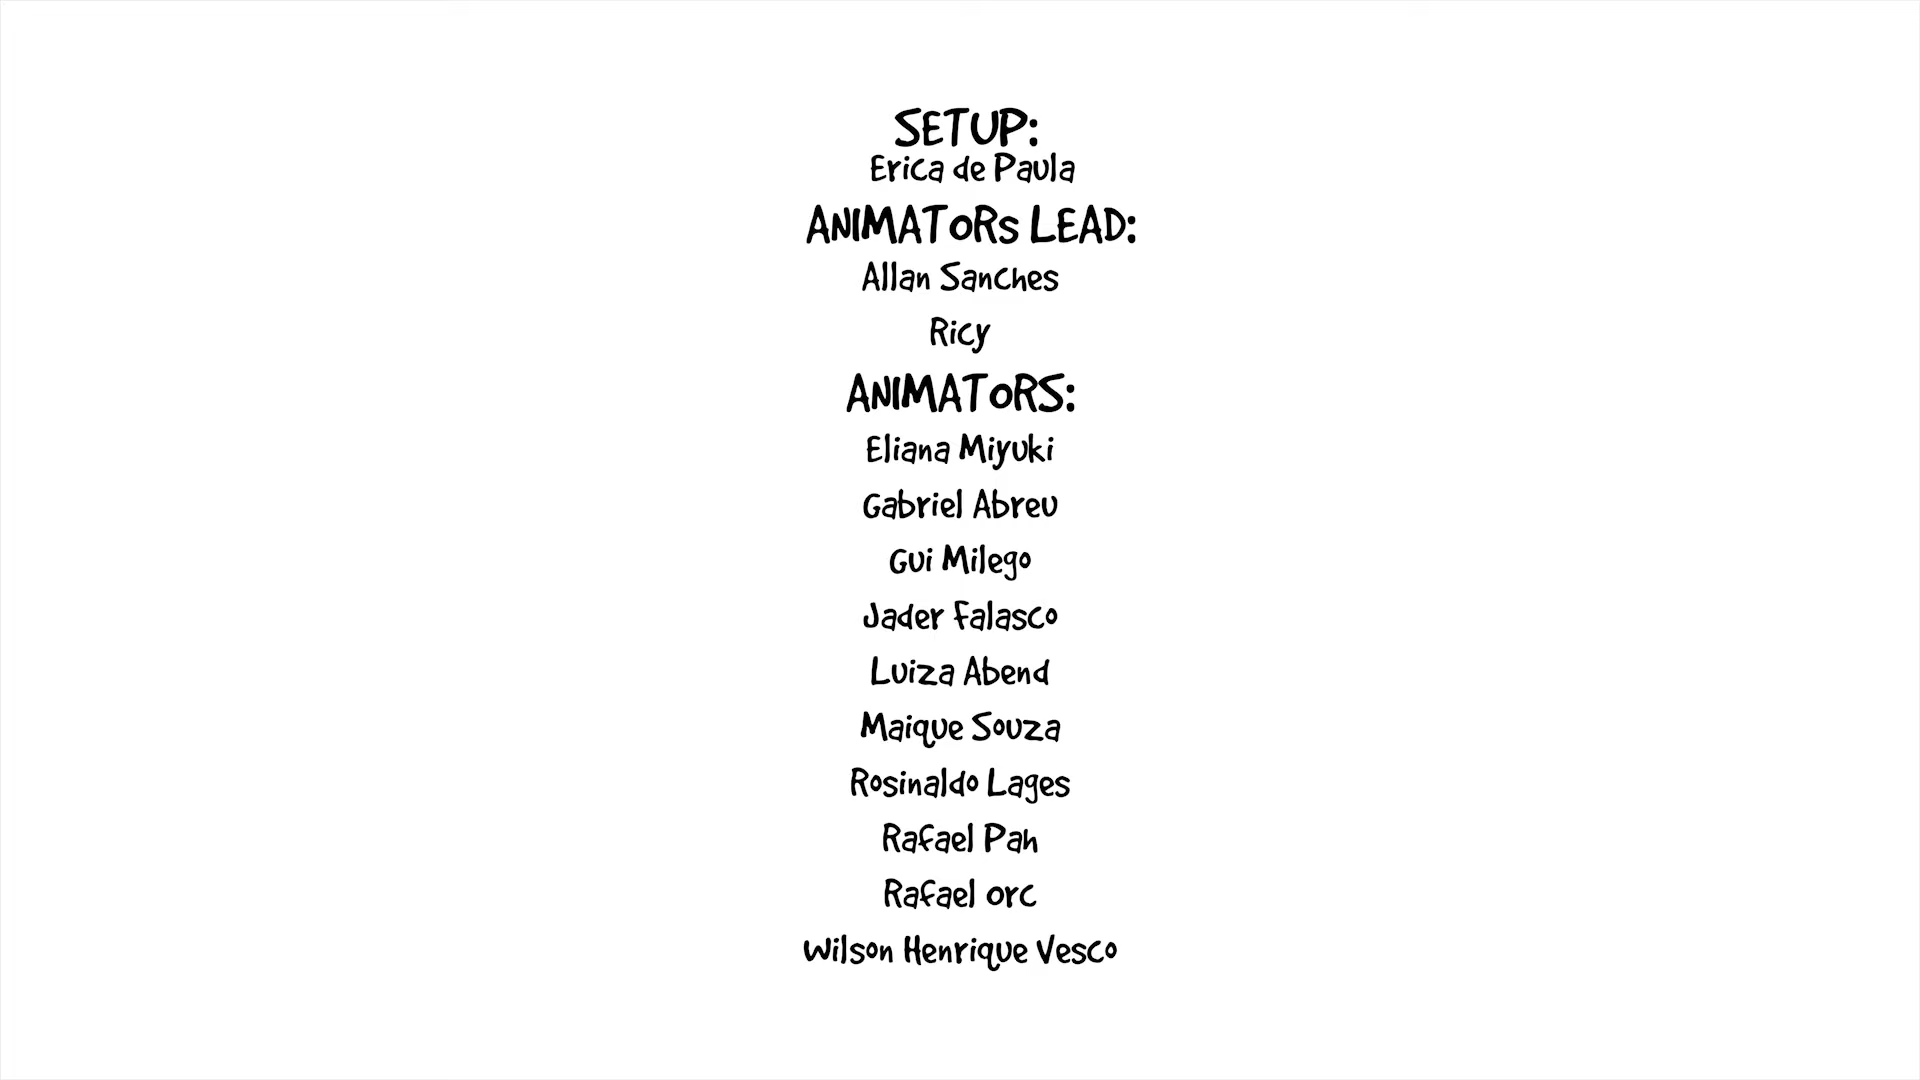 SETUP:
Erica de Paula
ANIMATORS LEAD:
Allan Sanches
Ricy
ANIMATORS:
Eliana Miyuki
Gabriel Abreu
Gui Milego
Jader Falasco
Luiza Abend
Maique Souza
Rosinaldo Lages
Rafael Pah
Rafael Orc
Wilson Henrique Vesco